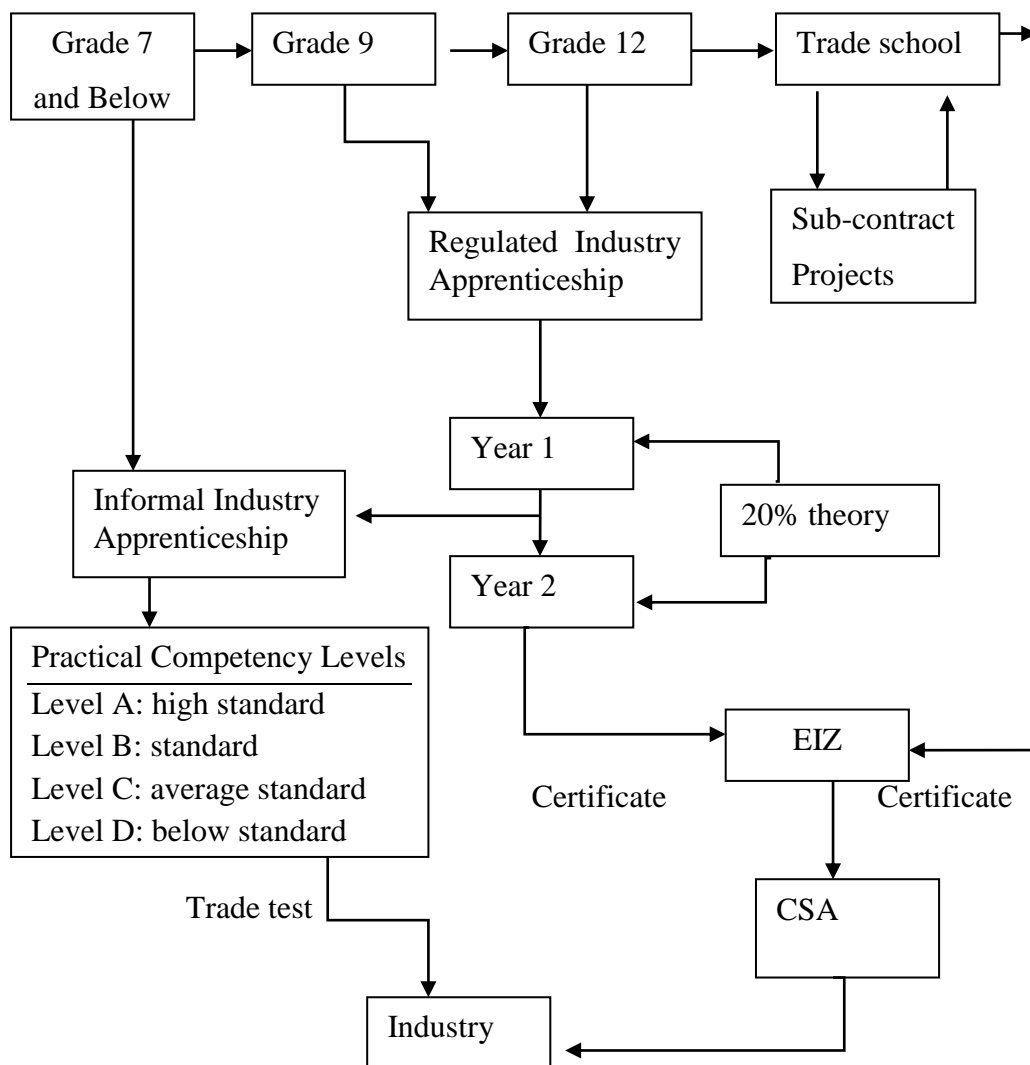 Grade 7
and Below
Grade 9
Grade 12
Trade school
Sub-contract
Projects
Regulated Industry
Apprenticeship
Year 1
Informal Industry
Apprenticeship
20% theory
Year 2
Practical Competency Levels
Level A: high standard
Level B: standard
Level C: average standard
Level D: below standard
EIZ
Certificate
Certificate
Trade test
CSA
Industry